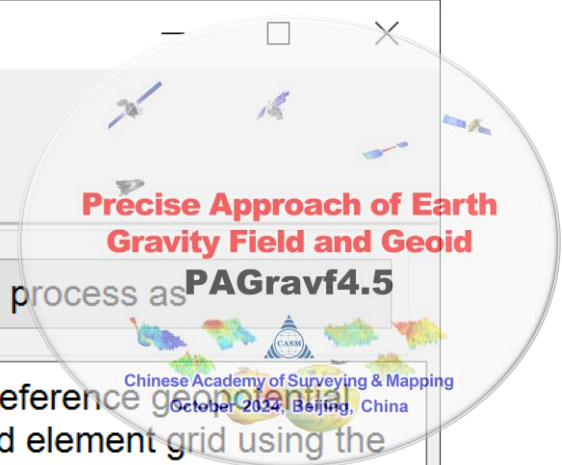 Precise Approach of Earth
Gravity Field and Geoid
process as
PAGravf4.5
CASM
Chinese Academy of Surveying & Mapping
eference geopotential
October 2024, Beijing, China
d element grid using the